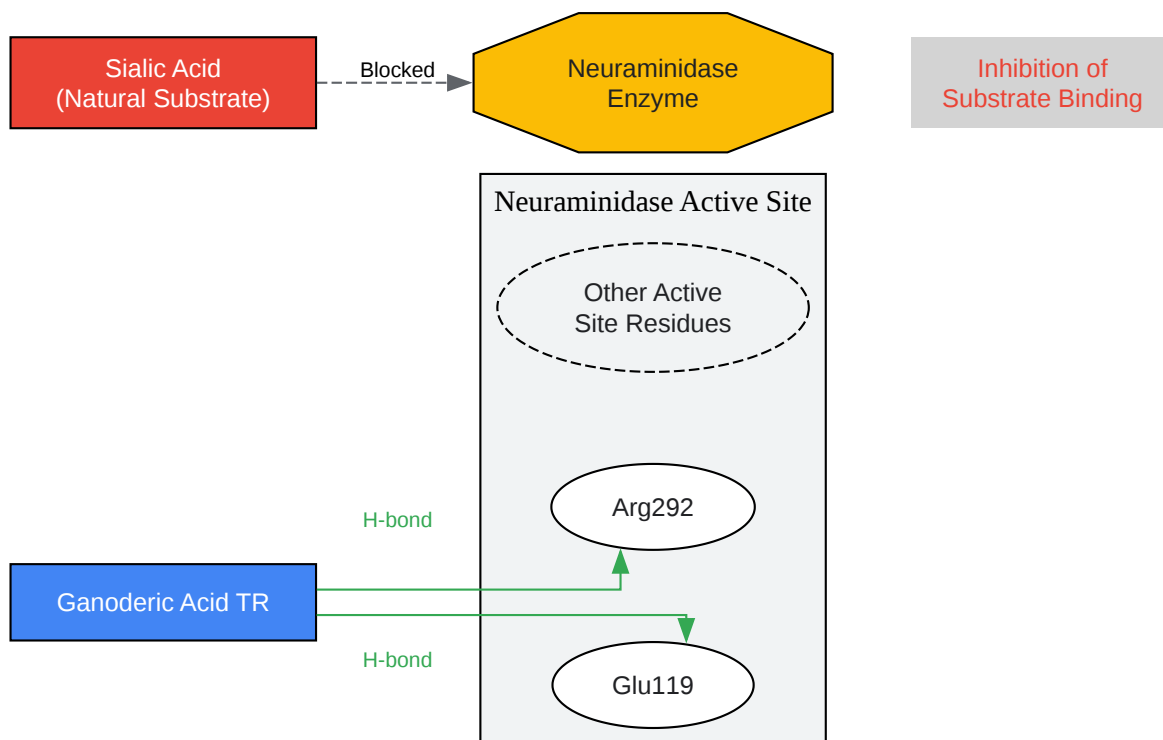 Sialic Acid
(Natural Substrate)
Blocked
Neuraminidase
Enzyme
Inhibition of
Substrate Binding
Neuraminidase Active Site
Other Active
Site Residues
Arg292
H-bond
Ganoderic Acid TR
H-bond
Glu119